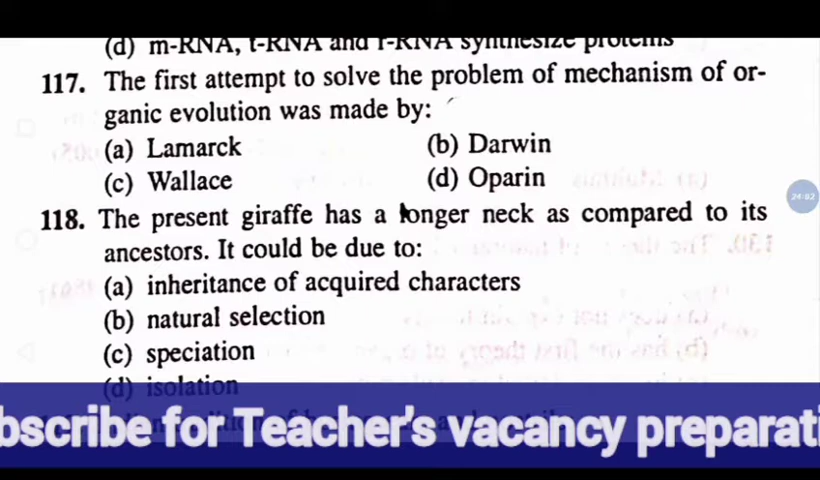 (d) m-RNA, t-RNA and r-RNA synthesize proteins
117. The first attempt to solve the problem of mechanism of or-
ganic evolution was made by:
(a) Lamarck (b) Darwin
(c) Wallace (d) Oparin
118. The present giraffe has a longer neck as compared to its
ancestors. It could be due to:
(a) inheritance of acquired characters
(b) natural selection
(c) speciation
(d) isolation
bscribe for Teacher's vacancy preparati
24:02